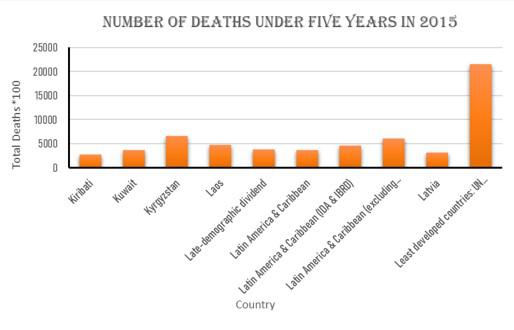 NUMBER OF DEATHS UNDER FIVE YEARS IN 2015
25000
20000
15000
10000
5000
0
Total Deaths *100
Kiribati
Kuwait
Kyrgyzstan
Laos
Late-demographic dividend
Latin America & Caribbean
Latin America & Caribbean (IDA & IBRD)
Latin America & Caribbean (excluding...
Latvia
Least developed countries: UN...
Country